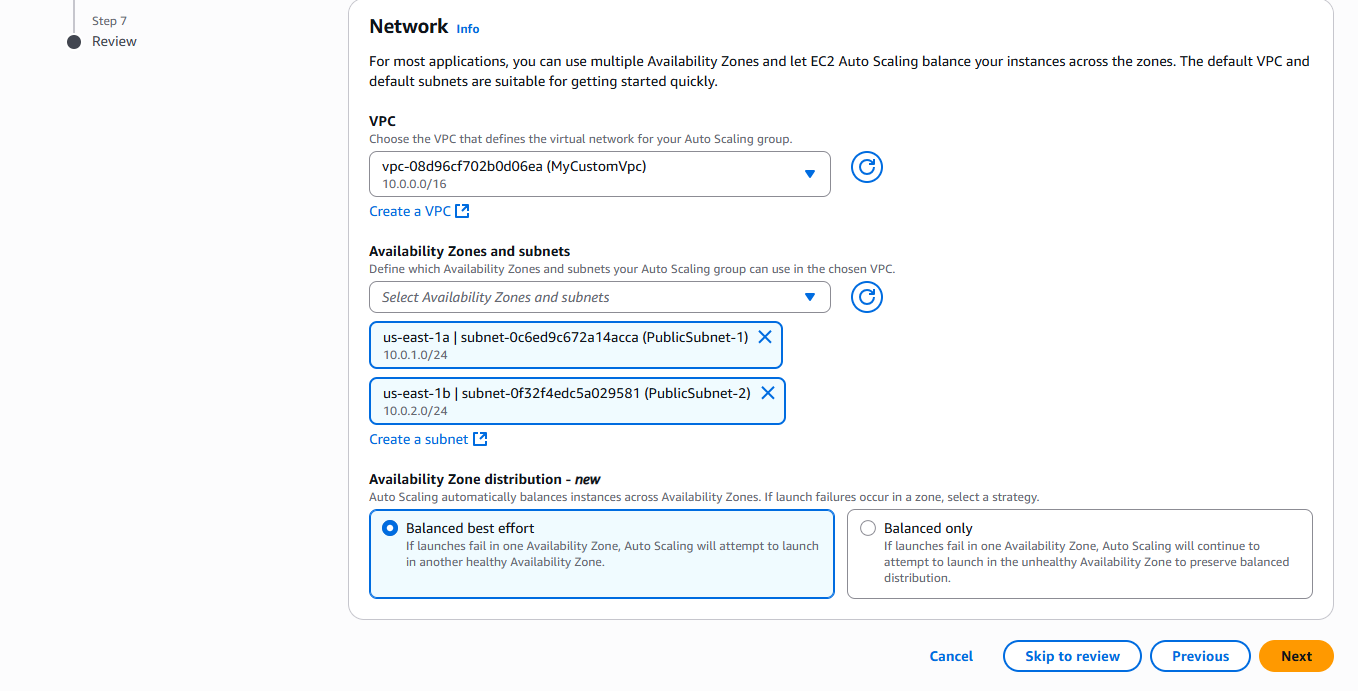 Step 7
Review
Network Info
For most applications, you can use multiple Availability Zones and let EC2 Auto Scaling balance your instances across the zones. The default VPC and
default subnets are suitable for getting started quickly.
VPC
Choose the VPC that defines the virtual network for your Auto Scaling group.
vpc-08d96cf702b0d06ea (MyCustomVpc)
10.0.0.0/16
Create a VPC
Availability Zones and subnets
Define which Availability Zones and subnets your Auto Scaling group can use in the chosen VPC.
Select Availability Zones and subnets
us-east-1a | subnet-0c6ed9c672a14acca (PublicSubnet-1)
10.0.1.0/24
us-east-1b | subnet-0f32f4edc5a029581 (PublicSubnet-2)
10.0.2.0/24
Create a subnet
Availability Zone distribution - new
Auto Scaling automatically balances instances across Availability Zones. If launch failures occur in a zone, select a strategy.
Balanced best effort
If launches fail in one Availability Zone, Auto Scaling will attempt to launch
in another healthy Availability Zone.
Balanced only
If launches fail in one Availability Zone, Auto Scaling will continue to
attempt to launch in the unhealthy Availability Zone to preserve balanced
distribution.
Cancel
Skip to review
Previous
Next